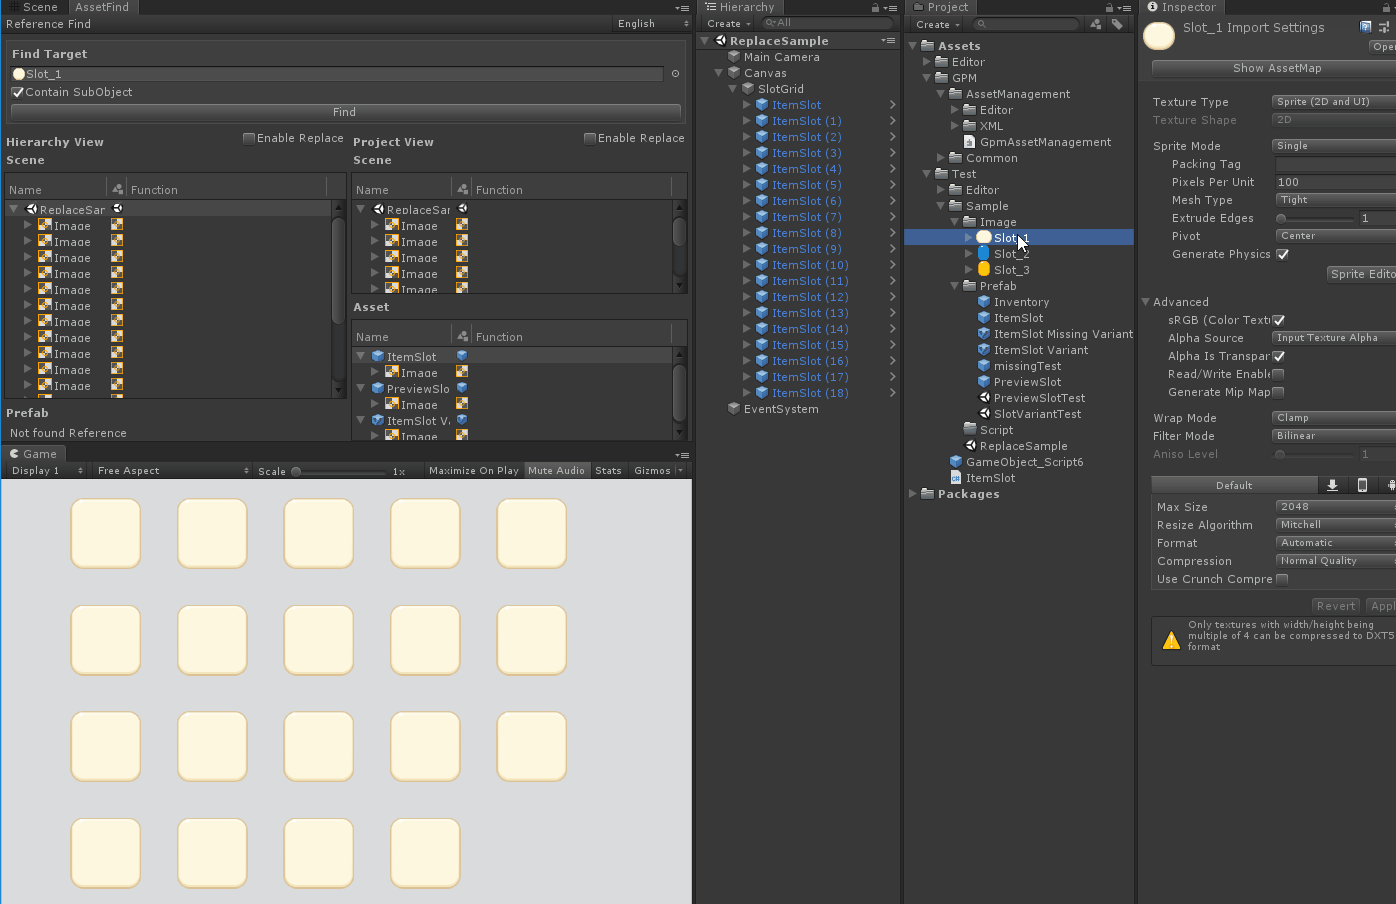 Scene AssetFind
Reference Find English
Find Target
Slot_1
Contain SubObject
Find
Hierarchy View Enable Replace
Scene
Name Function
ReplaceSar
Image
Image
Image
Image
Image
Image
Image
Image
Image
Image
Image
Prefab
Not found Reference
Project View Enable Replace
Scene
Name Function
ReplaceSar
Image
Image
Image
Image
Image
Asset
Name Function
ItemSlot
Image
PreviewSlo
Image
ItemSlot V.
Image
Game
Display 1 Free Aspect Scale 1x Maximize On Play Mute Audio Stats Gizmos
Hierarchy
Create All
ReplaceSample
Main Camera
Canvas
SlotGrid
ItemSlot
ItemSlot (1)
ItemSlot (2)
ItemSlot (3)
ItemSlot (4)
ItemSlot (5)
ItemSlot (6)
ItemSlot (7)
ItemSlot (8)
ItemSlot (9)
ItemSlot (10)
ItemSlot (11)
ItemSlot (12)
ItemSlot (13)
ItemSlot (14)
ItemSlot (15)
ItemSlot (16)
ItemSlot (17)
ItemSlot (18)
EventSystem
Project
Create
Assets
Editor
GPM
AssetManagement
Editor
XML
GpmAssetManagement
Common
Test
Editor
Sample
Image
Slot_1
Slot_2
Slot_3
Prefab
Inventory
ItemSlot
ItemSlot Missing Variant
ItemSlot Variant
missingTest
PreviewSlot
PreviewSlotTest
SlotVariantTest
Script
ReplaceSample
GameObject_Script6
ItemSlot
Packages
Inspector
Slot_1 Import Settings
Oper
Show AssetMap
Texture Type Sprite (2D and UI)
Texture Shape 2D
Sprite Mode Single
Packing Tag
Pixels Per Unit 100
Mesh Type Tight
Extrude Edges 1
Pivot Center
Generate Physics
Sprite Edito
Advanced
sRGB (Color Textu
Alpha Source Input Texture Alpha
Alpha Is Transpar
Read/Write Enable
Generate Mip Map
Wrap Mode Clamp
Filter Mode Bilinear
Aniso Level 1
Default
Max Size 2048
Resize Algorithm Mitchell
Format Automatic
Compression Normal Quality
Use Crunch Compre
Revert Appl
Only textures with width/height being
multiple of 4 can be compressed to DXT5
format